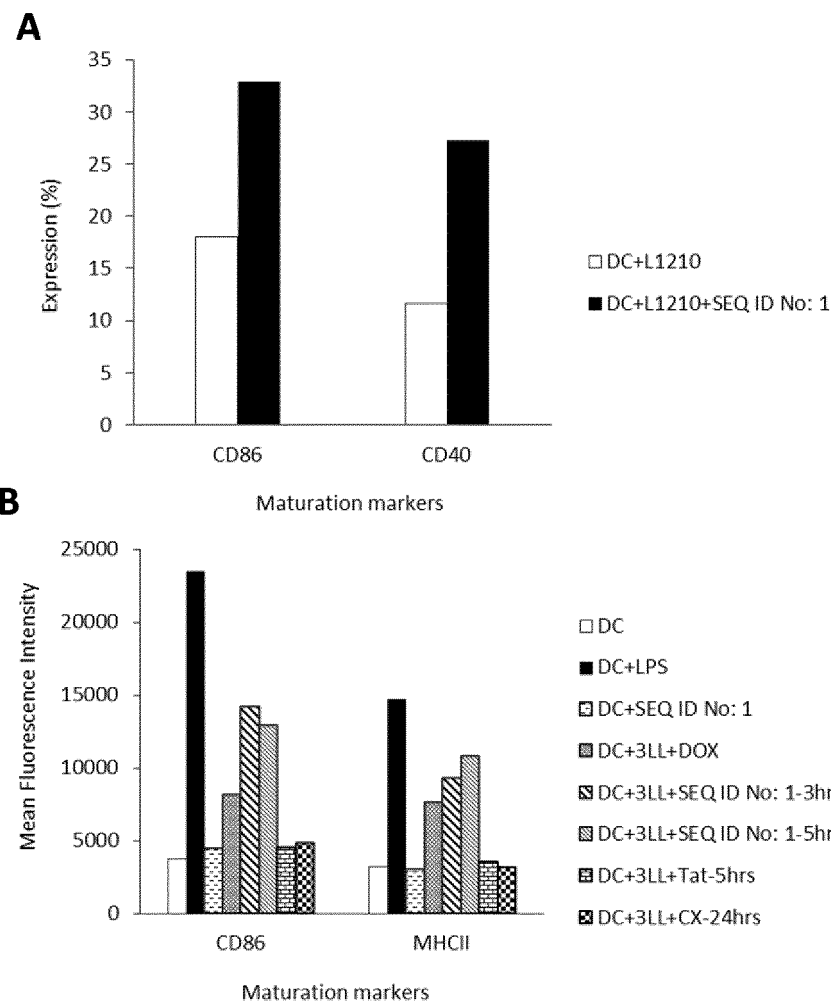 A
35
30
25
20
15
10
5
0
Expression (%)
CD86
CD40
Maturation markers
DC+L1210
DC+L1210+SEQ ID No: 1
B
25000
20000
15000
10000
5000
0
Mean Fluorescence Intensity
CD86
MHCII
Maturation markers
DC
DC+LPS
DC+SEQ ID No: 1
DC+3LL+DOX
DC+3LL+SEQ ID No: 1-3hr
DC+3LL+SEQ ID No: 1-5hr
DC+3LL+Tat-5hrs
DC+3LL+CX-24hrs